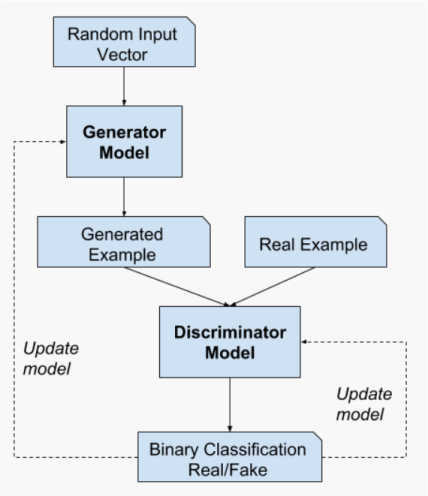 Random Input
Vector
Generator
Model
Generated
Example
Real Example
Discriminator
Model
Update
model
Update
model
Binary Classification
Real/Fake